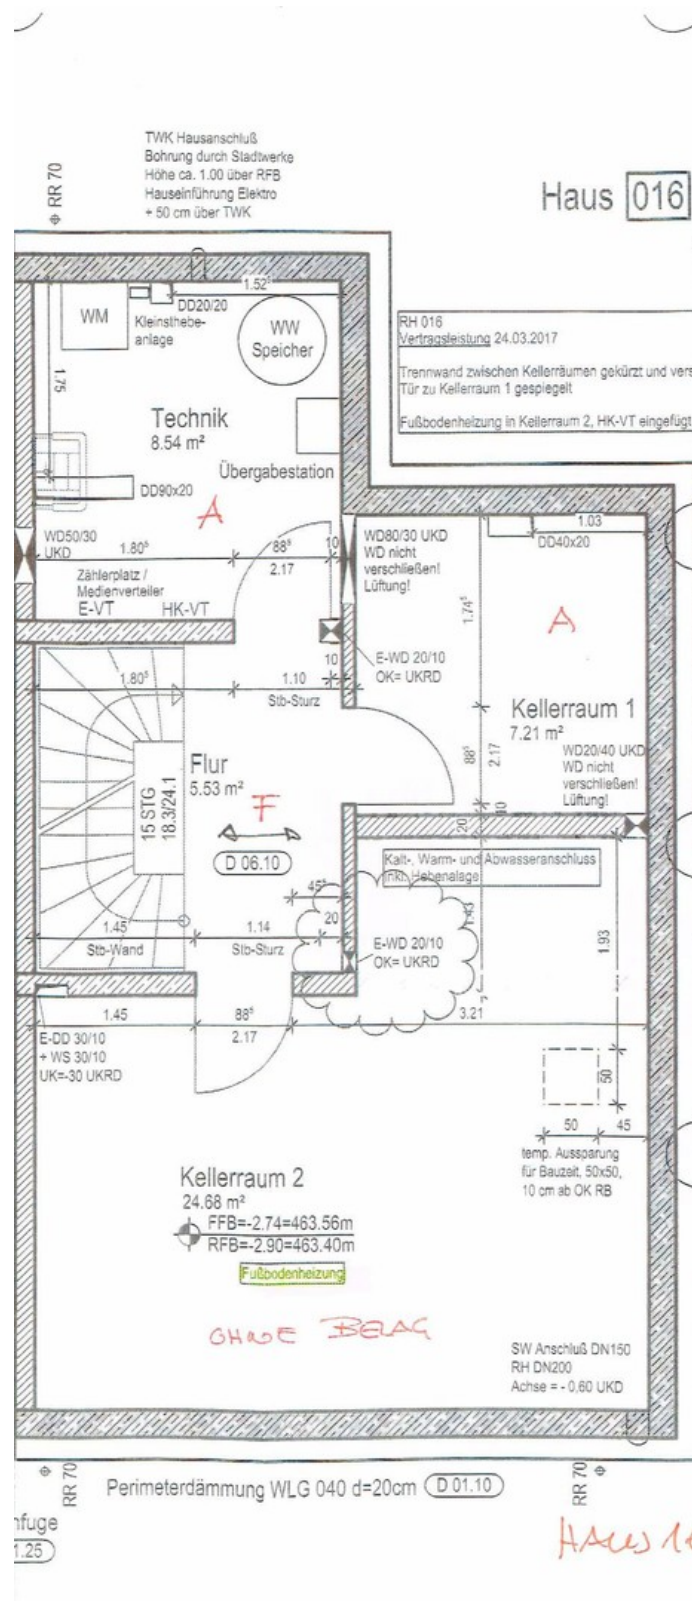 TWK Hausanschluß
Bohrung durch Stadtwerke
Höhe ca. 1.00 über RFB
Hauseinführung Elektro
+ 50 cm über TWK
RR 70
Haus 016
RH 016
Vertragsleistung 24.03.2017
Trennwand zwischen Kellerräumen gekürzt und vers
Tür zu Kellerraum 1 gespiegelt
Fußbodenheizung in Kellerraum 2, HK-VT eingefügt
1.52⁵
DD20/20
WM
Kleinsthebe-
anlage
WW
Speicher
1.75
Technik
8.54 m²
Übergabestation
DD90x20
A
WD50/30
UKD
1.80⁵
88⁵
2.17
10
Zählerplatz /
Medienverteiler
E-VT HK-VT
WD80/30 UKD
WD nicht
verschließen!
Lüftung!
1.03
DD40x20
1.74⁵
A
E-WD 20/10
OK= UKRD
10
1.80⁵
1.10
Stb-Sturz
Kellerraum 1
7.21 m²
WD20/40 UKD
WD nicht
verschließen!
Lüftung!
88⁵
2.17
10
20
Flur
5.53 m²
F
15 STG
18.3/24.1
D 06.10
Kalt-, Warm- und Abwasseranschluss
inkl. Hebenalage
45⁵
20
1.43
1.93
1.45
Stb-Wand
1.14
Stb-Sturz
E-WD 20/10
OK= UKRD
1.45
88⁵
2.17
3.21
E-DD 30/10
+ WS 30/10
UK=-30 UKRD
50
50
45
temp. Aussparung
für Bauzeit, 50x50,
10 cm ab OK RB
Kellerraum 2
24.68 m²
FFB=-2.74=463.56m
RFB=-2.90=463.40m
Fußbodenheizung
OHNE BELAG
SW Anschluß DN150
RH DN200
Achse = - 0,60 UKD
RR 70
Perimeterdämmung WLG 040 d=20cm D 01.10
RR 70
nfuge
1.25
HAUS